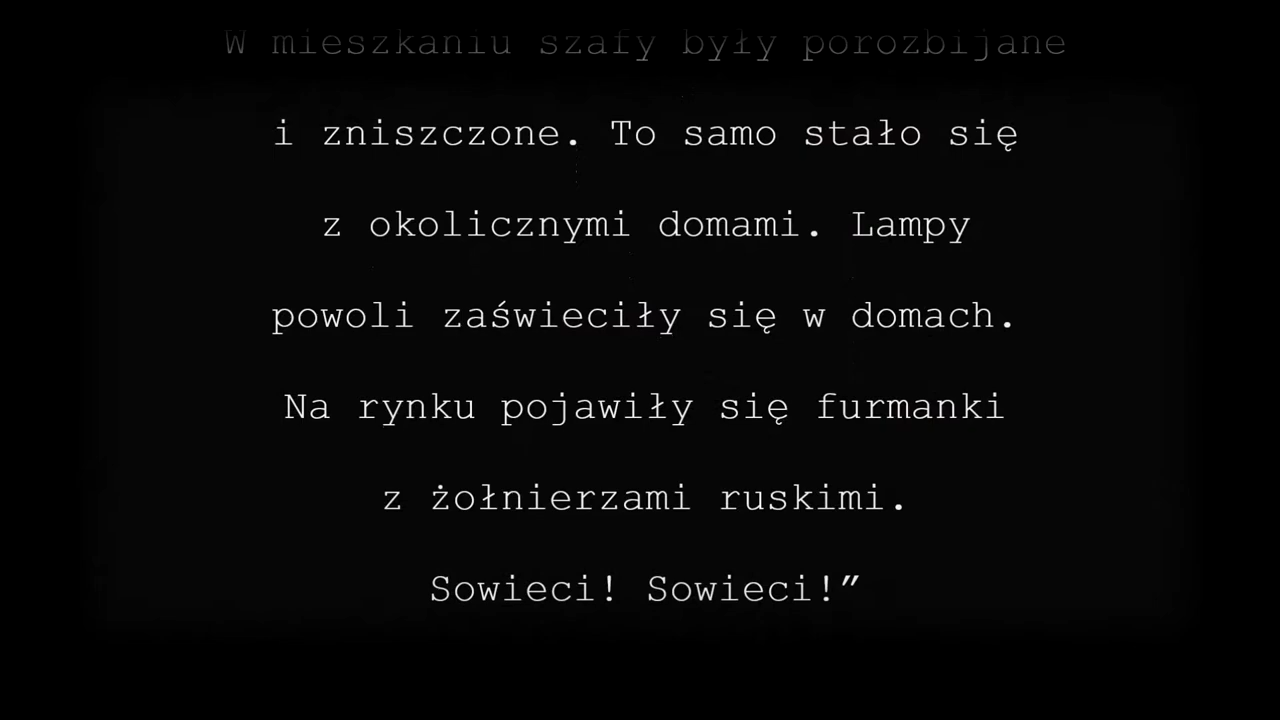 W mieszkaniu szafy były porozbijane
i zniszczone. To samo stało się
z okolicznymi domami. Lampy
powoli zaświeciły się w domach.
Na rynku pojawiły się furmanki
z żołnierzami ruskimi.
Sowieci! Sowieci!”